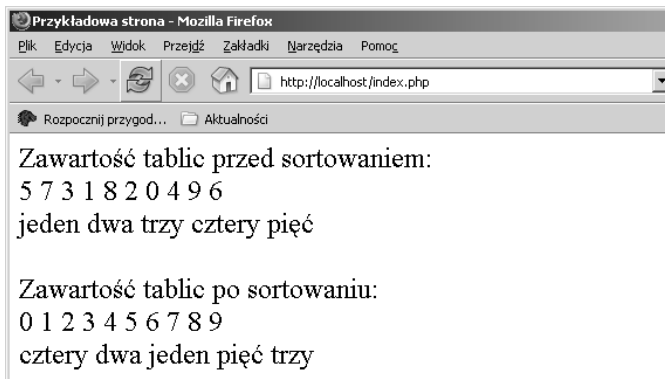 Przykładowa strona - Mozilla Firefox
Plik Edycja Widok Przejdź Zakładki Narzędzia Pomoc
http://localhost/index.php
Rozpocznij przygod... Aktualności
Zawartość tablic przed sortowaniem:
5 7 3 1 8 2 0 4 9 6
jeden dwa trzy cztery pięć
Zawartość tablic po sortowaniu:
0 1 2 3 4 5 6 7 8 9
cztery dwa jeden pięć trzy